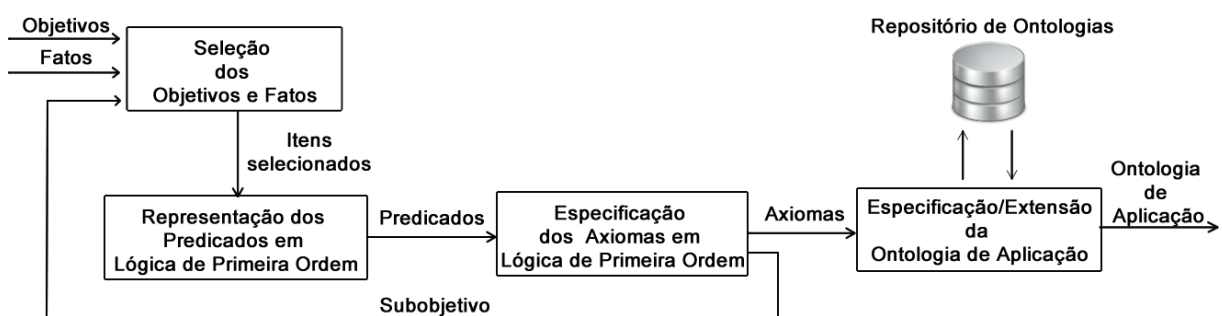 Objetivos
Fatos
Seleção
dos
Objetivos e Fatos
Itens
selecionados
Representação dos
Predicados em
Lógica de Primeira Ordem
Predicados
Especificação
dos Axiomas em
Lógica de Primeira Ordem
Axiomas
Subobjetivo
Repositório de Ontologias
Especificação/Extensão
da
Ontologia de Aplicação
Ontologia
de
Aplicação